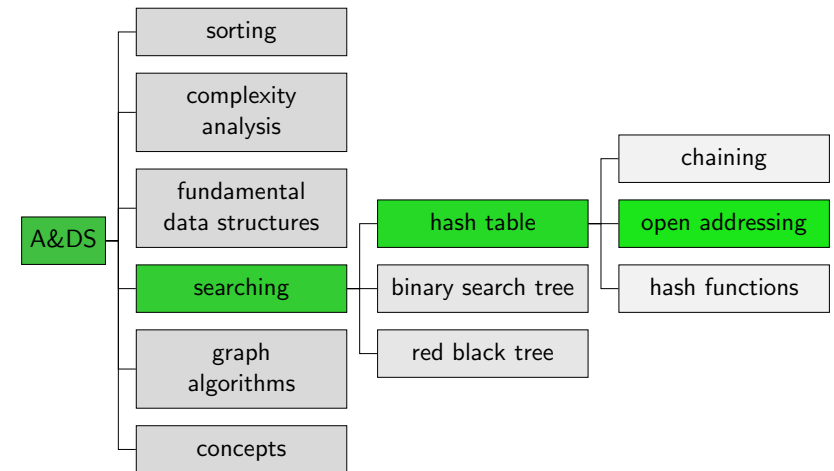 A&DS
sorting
complexity
analysis
fundamental
data structures
searching
graph
algorithms
concepts
hash table
binary search tree
red black tree
chaining
open addressing
hash functions